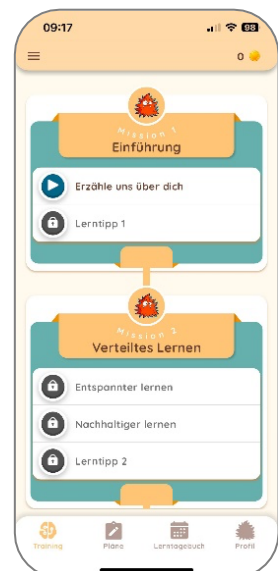 09:17
98
0
Mission 1
Einführung
Erzähle uns über dich
Lerntipp 1
Mission 2
Verteiltes Lernen
Entspannter lernen
Nachhaltiger lernen
Lerntipp 2
Training
Pläne
Lerntagebuch
Profil